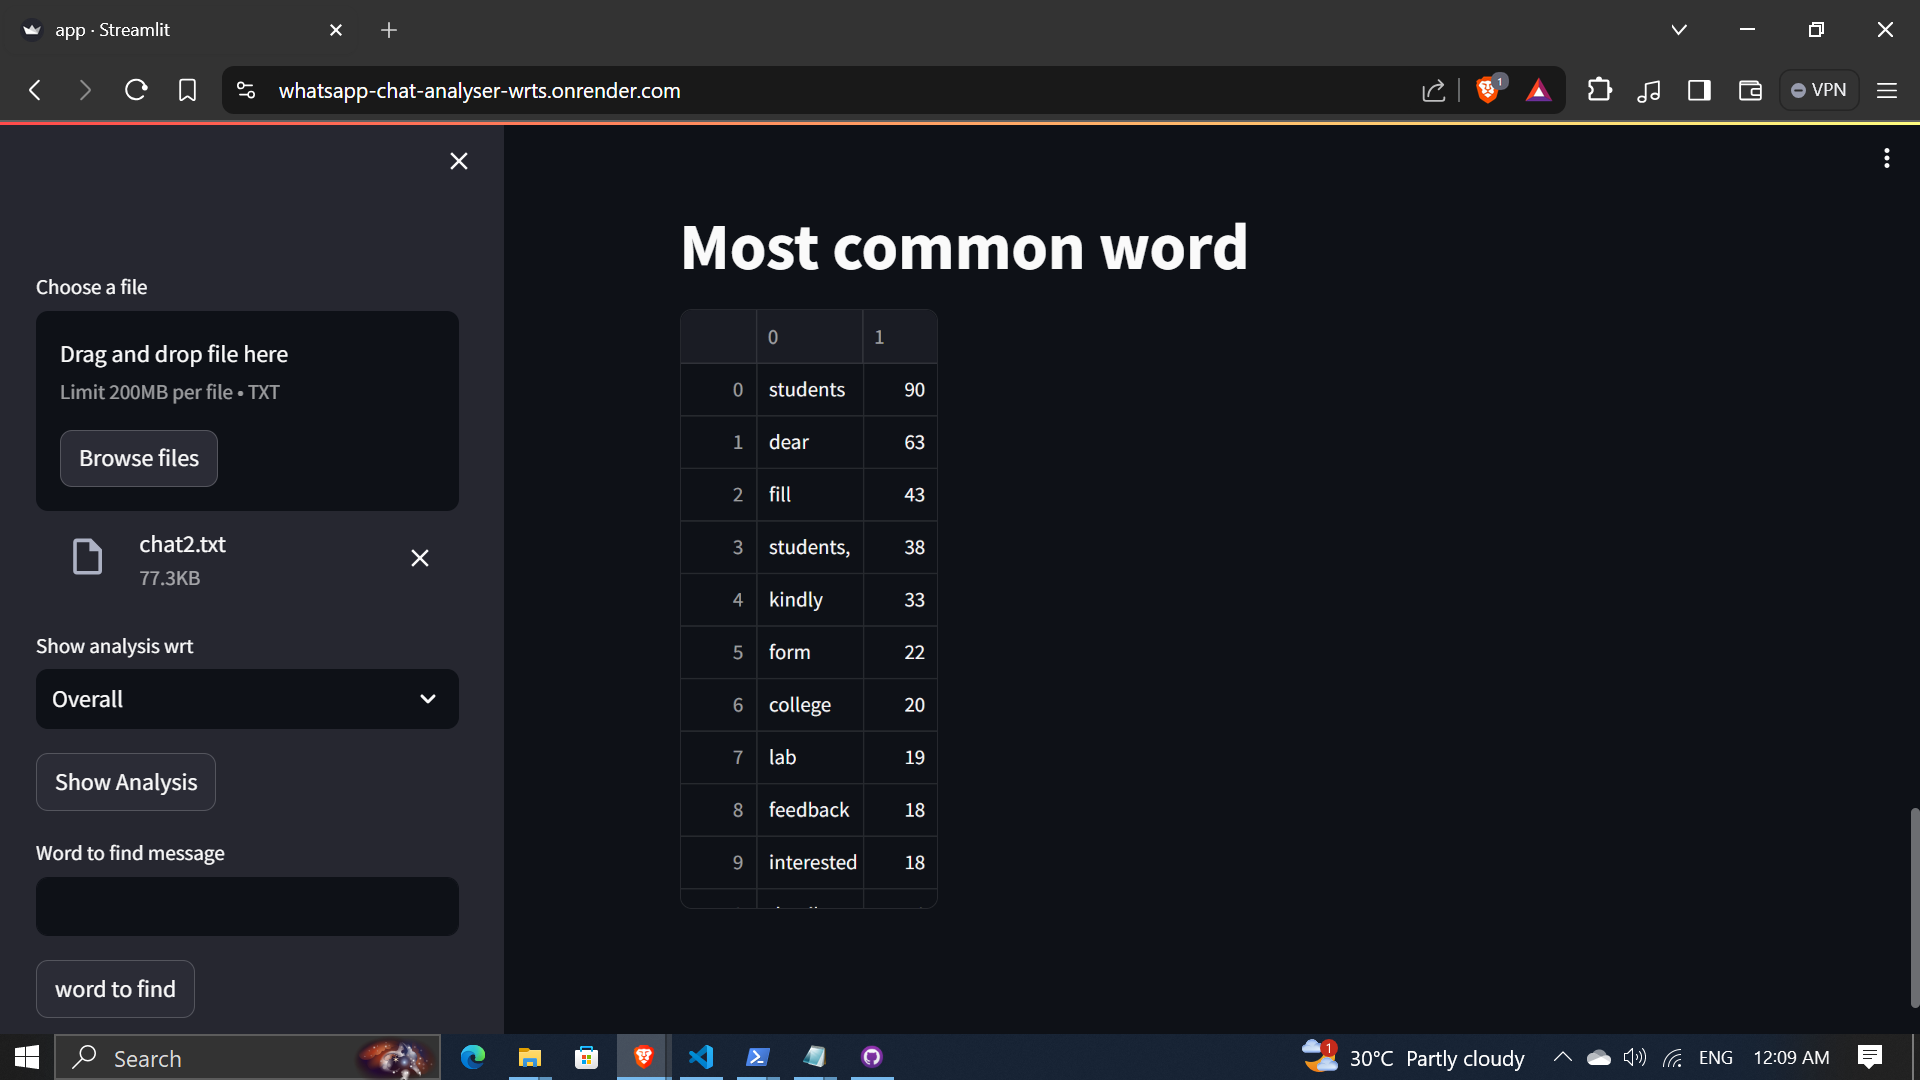 app · Streamlit
whatsapp-chat-analyser-wrts.onrender.com
1
VPN
Choose a file
Drag and drop file here
Limit 200MB per file • TXT
Browse files
chat2.txt
77.3KB
Show analysis wrt
Overall
Show Analysis
Word to find message
word to find
Most common word
0 1
0 students 90
1 dear 63
2 fill 43
3 students, 38
4 kindly 33
5 form 22
6 college 20
7 lab 19
8 feedback 18
9 interested 18
Search
1
30°C Partly cloudy
ENG
12:09 AM